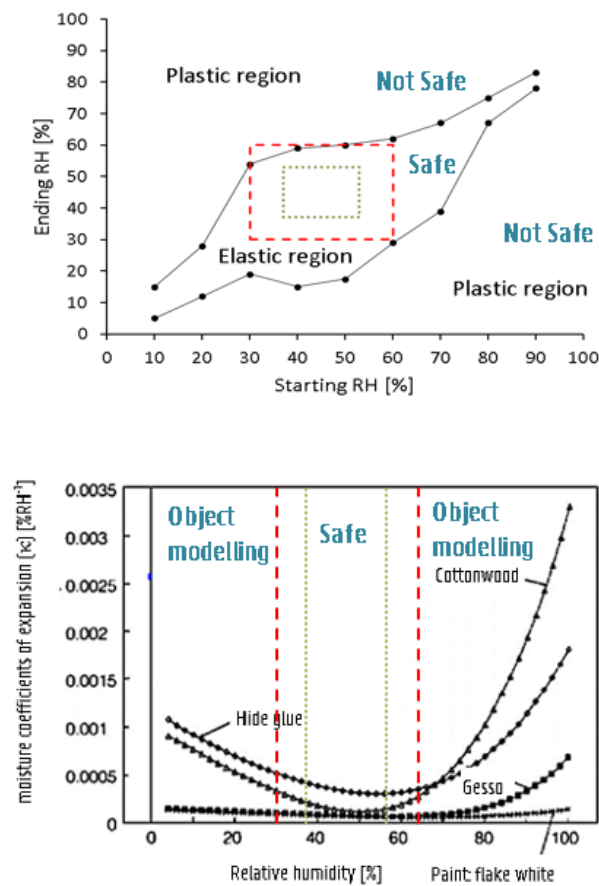 100
90
80
70
60
50
40
30
20
10
0
Ending RH [%]
Plastic region
Not Safe
Safe
Elastic region
Not Safe
Plastic region
0 10 20 30 40 50 60 70 80 90 100
Starting RH [%]
0.0035
0.003
0.0025
0.002
0.0015
0.001
0.0005
0
moisture coefficients of expansion [κ] [%RH⁻¹]
Object
modelling
Safe
Object
modelling
Cottonwood
Hide glue
Gesso
0 20 40 60 80 100
Relative humidity [%]
Paint: flake white